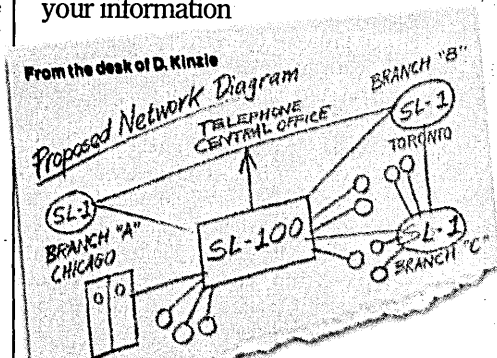 your information
From the desk of D. Kinzie
Proposed Network Diagram
TELEPHONE
CENTRAL OFFICE
BRANCH "B"
SL-1
TORONTO
SL-1
BRANCH "A"
CHICAGO
SL-100
SL-1
BRANCH "C"